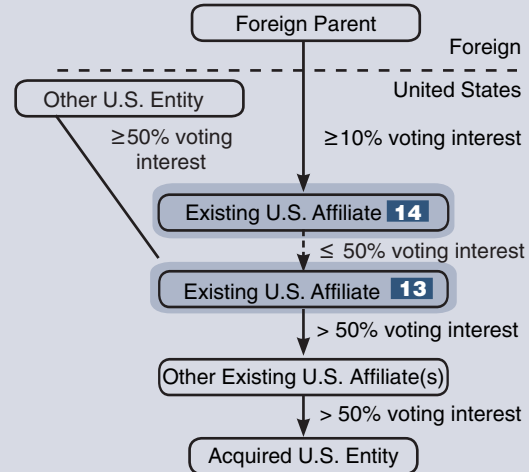 Foreign Parent
Foreign
United States
Other U.S. Entity
≥50% voting
interest
≥10% voting interest
Existing U.S. Affiliate 14
≤ 50% voting interest
Existing U.S. Affiliate 13
> 50% voting interest
Other Existing U.S. Affiliate(s)
> 50% voting interest
Acquired U.S. Entity